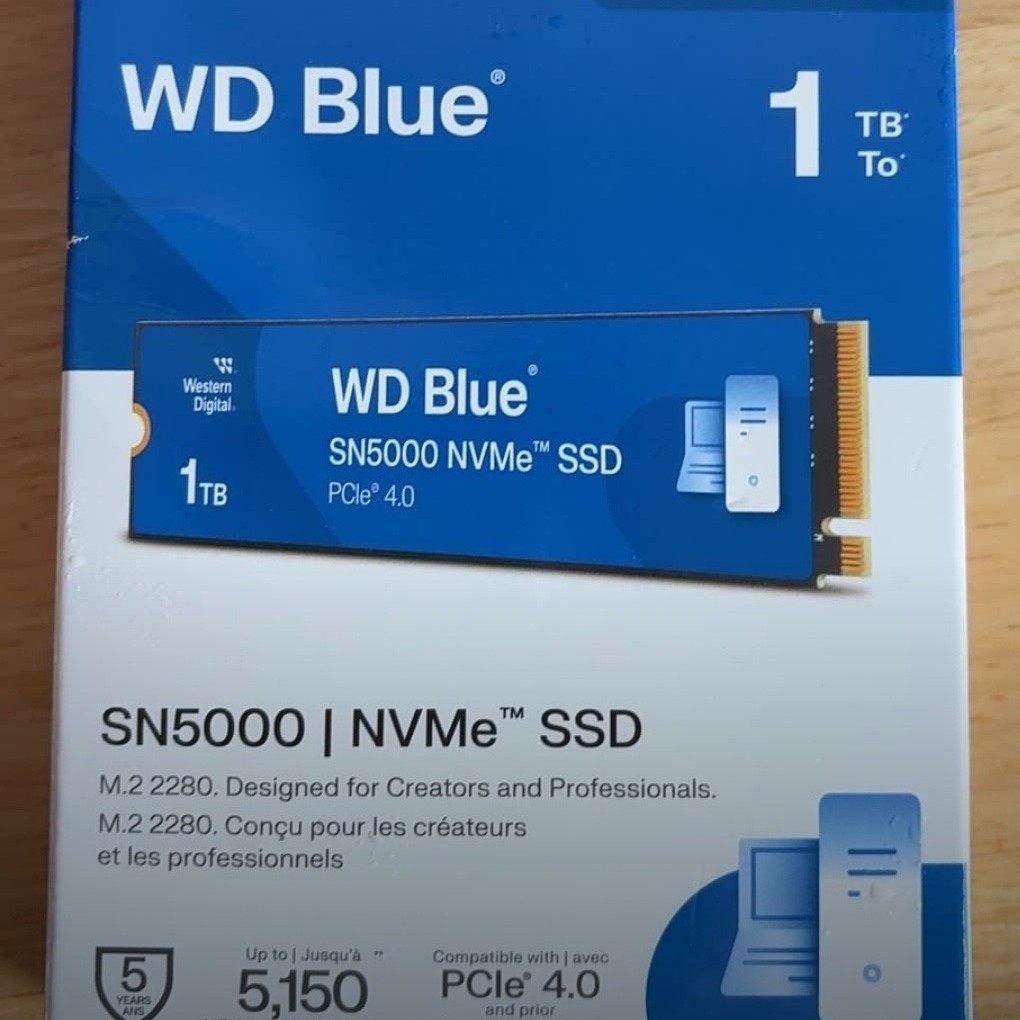 WD Blue®
1 TB*
To*
Western
Digital®
1TB
WD Blue®
SN5000 NVMe™ SSD
PCIe® 4.0
M
SN5000 | NVMe™ SSD
M.2 2280. Designed for Creators and Professionals.
M.2 2280. Conçu pour les créateurs
et les professionnels
5
YEARS
ANS
Up to | Jusqu'à **
5,150
Compatible with | avec
PCIe® 4.0
and prior